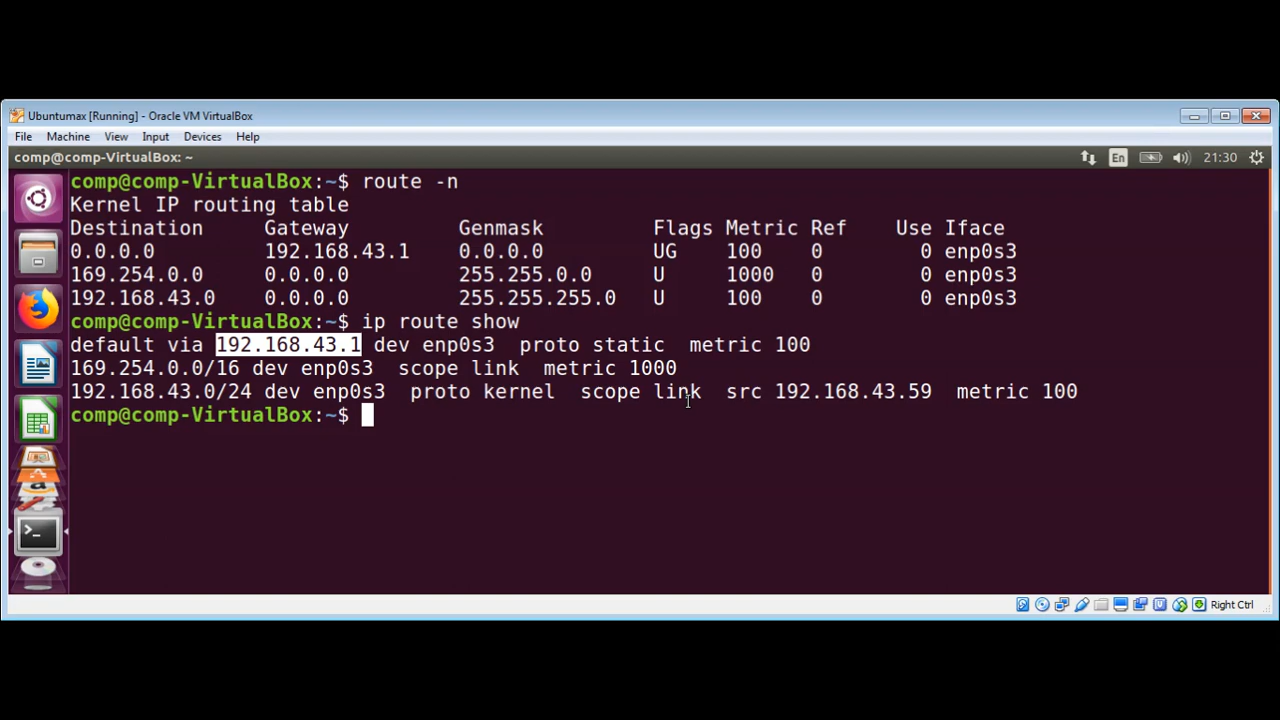 Ubuntumax [Running] - Oracle VM VirtualBox
File Machine View Input Devices Help
comp@comp-VirtualBox: ~ En 21:30
comp@comp-VirtualBox:~$ route -n
Kernel IP routing table
Destination Gateway Genmask Flags Metric Ref Use Iface
0.0.0.0 192.168.43.1 0.0.0.0 UG 100 0 0 enp0s3
169.254.0.0 0.0.0.0 255.255.0.0 U 1000 0 0 enp0s3
192.168.43.0 0.0.0.0 255.255.255.0 U 100 0 0 enp0s3
comp@comp-VirtualBox:~$ ip route show
default via 192.168.43.1 dev enp0s3 proto static metric 100
169.254.0.0/16 dev enp0s3 scope link metric 1000
192.168.43.0/24 dev enp0s3 proto kernel scope link src 192.168.43.59 metric 100
comp@comp-VirtualBox:~$
Right Ctrl